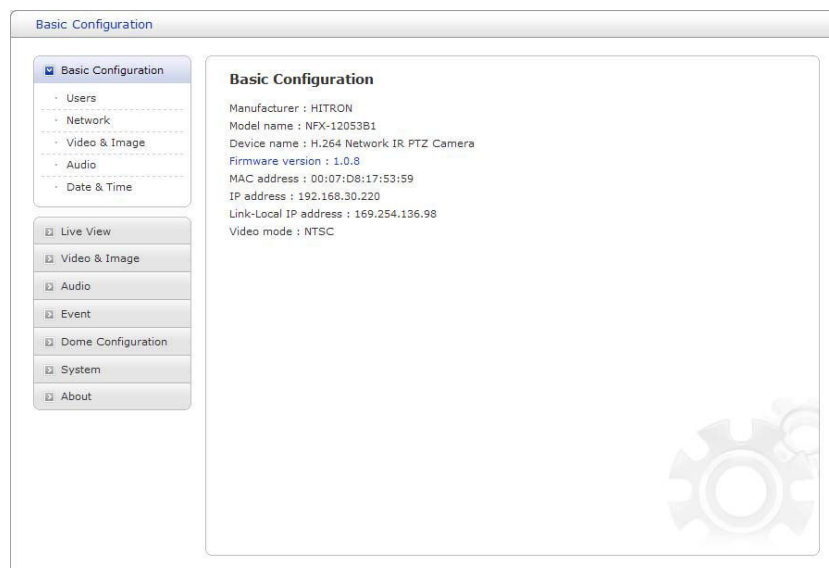 Basic Configuration
Basic Configuration
Users
Network
Video & Image
Audio
Date & Time
Live View
Video & Image
Audio
Event
Dome Configuration
System
About
Basic Configuration
Manufacturer : HITRON
Model name : NFX-12053B1
Device name : H.264 Network IR PTZ Camera
Firmware version : 1.0.8
MAC address : 00:07:D8:17:53:59
IP address : 192.168.30.220
Link-Local IP address : 169.254.136.98
Video mode : NTSC